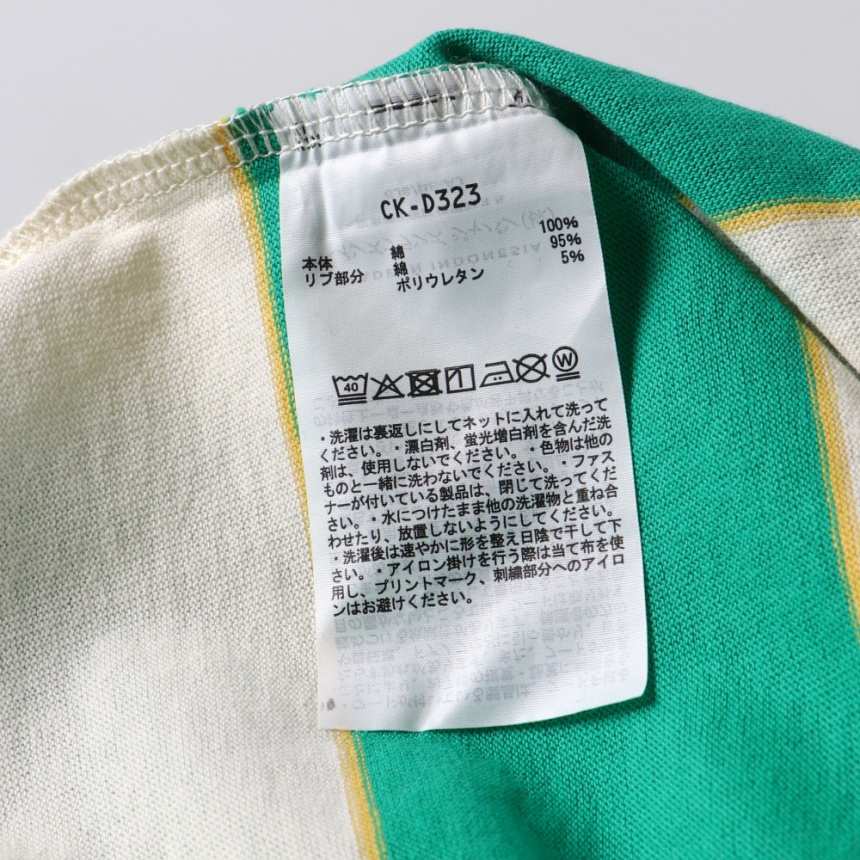 CK-D323
本体 綿 100%
リブ部分 綿 95%
ポリウレタン 5%
40 W
・洗濯は裏返しにしてネットに入れて洗って
ください。・漂白剤、蛍光増白剤を含んだ洗
剤は、使用しないでください。・色物は他の
ものと一緒に洗わないでください。・ファス
ナーが付いている製品は、閉じて洗ってくだ
さい。・水につけたまま他の洗濯物と重ね合
わせたり、放置しないようにしてください。
・洗濯後は速やかに形を整え日陰で干して下
さい。・アイロン掛けを行う際は当て布を使
用し、プリントマーク、刺繍部分へのアイロ
ンはお避けください。